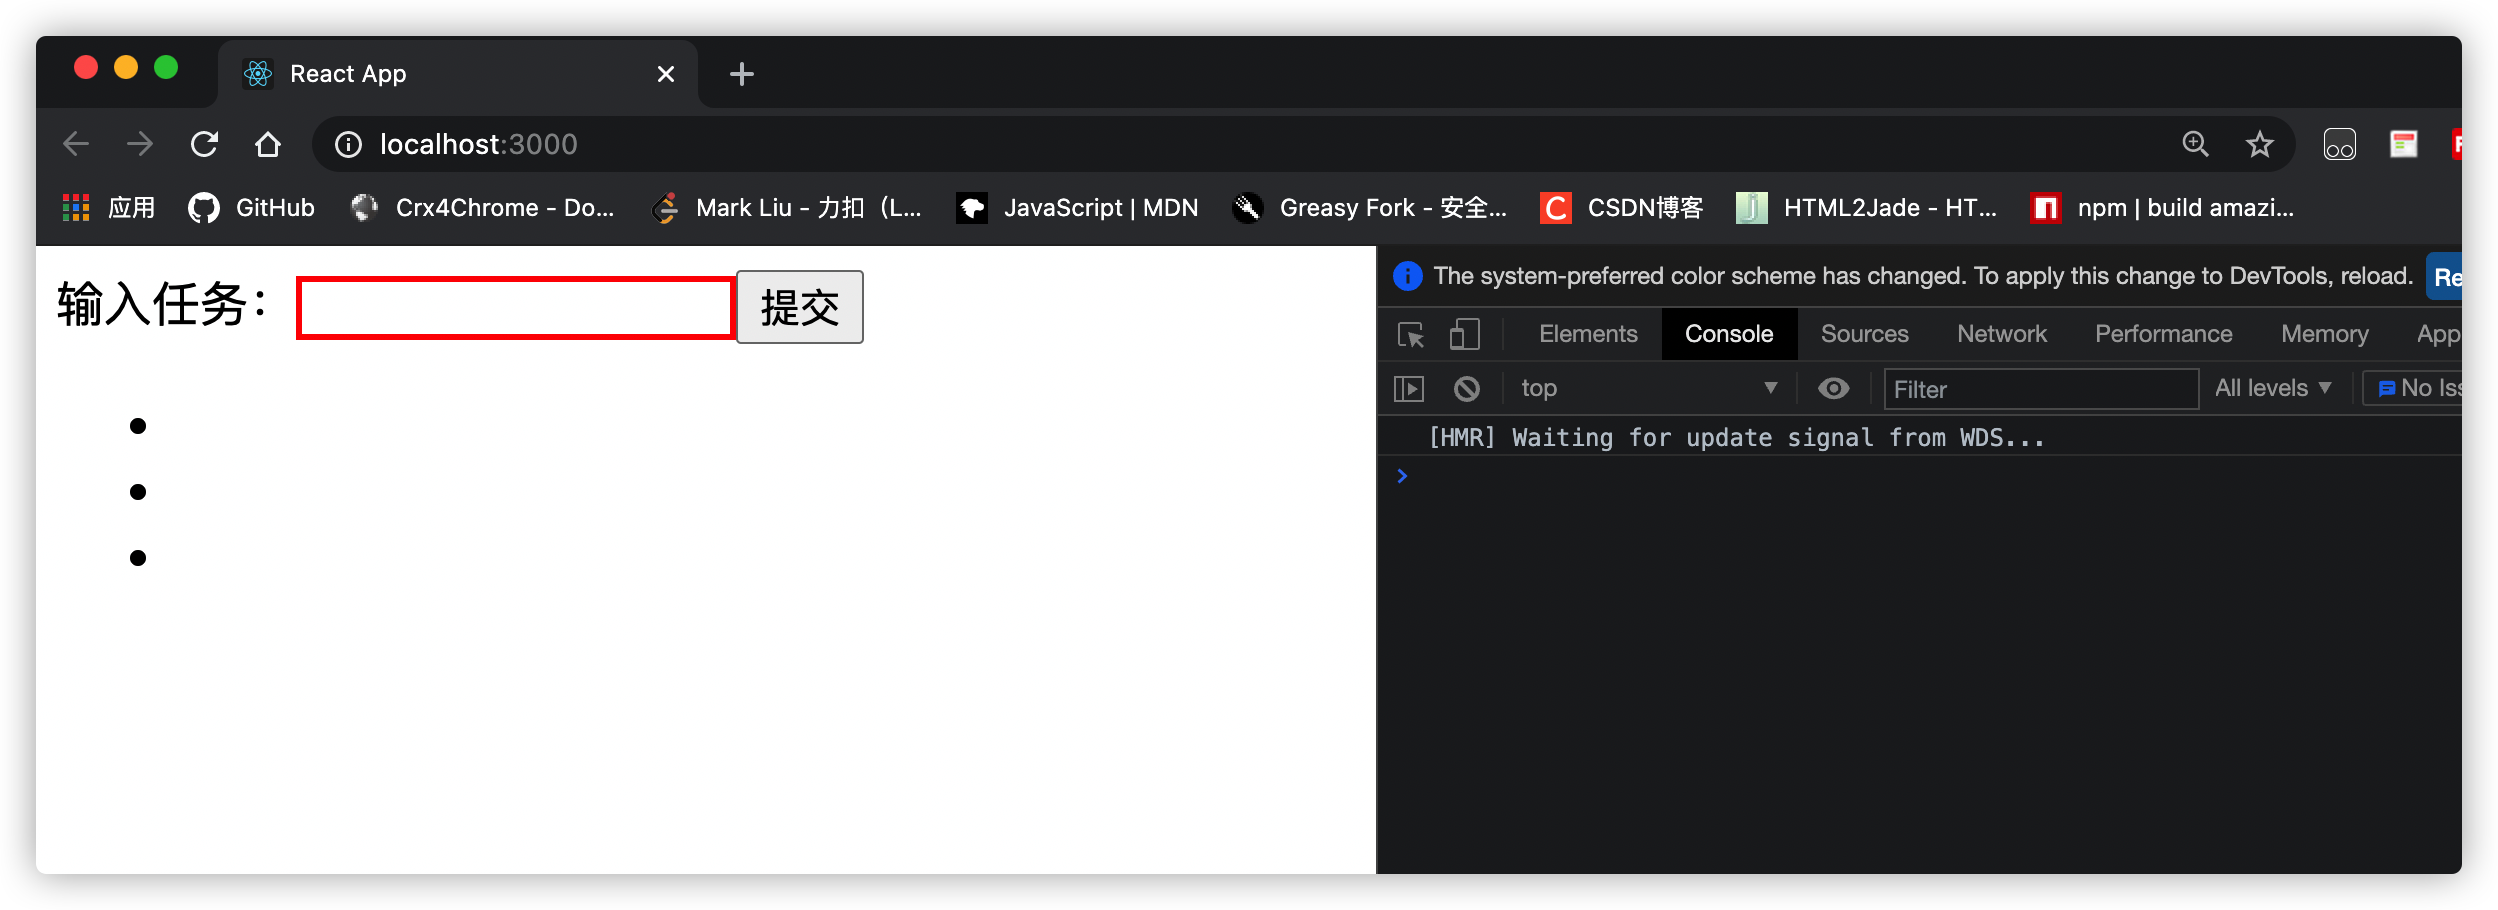 React App
localhost:3000
应用 GitHub Crx4Chrome - Do... Mark Liu - 力扣（L... JavaScript | MDN Greasy Fork - 安全... CSDN博客 HTML2Jade - HT... npm | build amazi...
输入任务： 提交
The system-preferred color scheme has changed. To apply this change to DevTools, reload. Re
Elements Console Sources Network Performance Memory App
top Filter All levels No Iss
[HMR] Waiting for update signal from WDS...